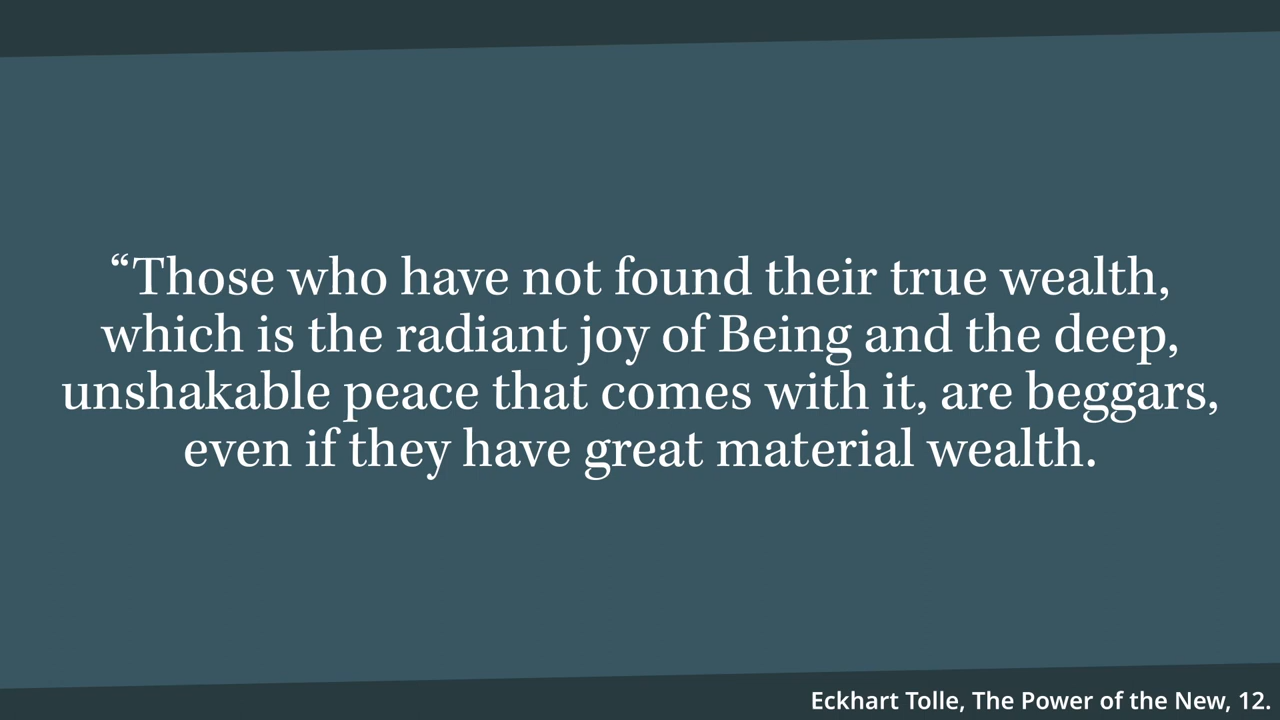 “Those who have not found their true wealth,
which is the radiant joy of Being and the deep,
unshakable peace that comes with it, are beggars,
even if they have great material wealth.
Eckhart Tolle, The Power of the New, 12.